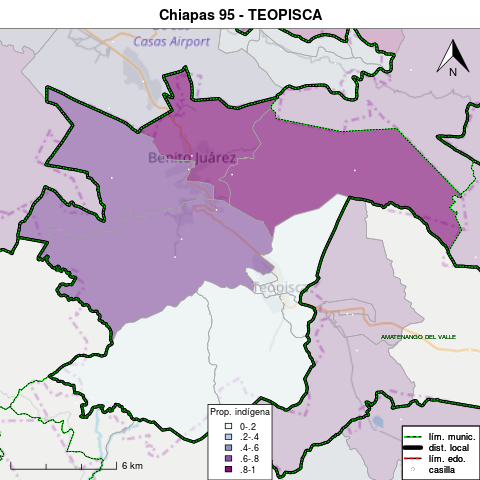 Chiapas 95 - TEOPISCA
Casas Airport
N
Benito Juárez
Teopisca
AMATENANGO DEL VALLE
Prop. indígena
0-.2
.2-.4
.4-.6
.6-.8
.8-1
6 km
lím. munic.
dist. local
lím. edo.
casilla